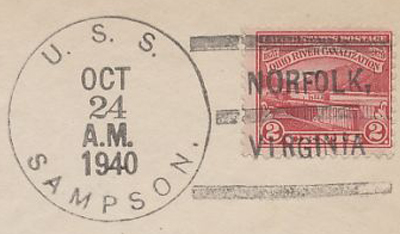 U. S. S.
OCT
24
A.M.
1940
SAMPSON.
UNITED STATES POSTAGE
OHIO RIVER CANALIZATION
NORFOLK,
2 2
VIRGINIA